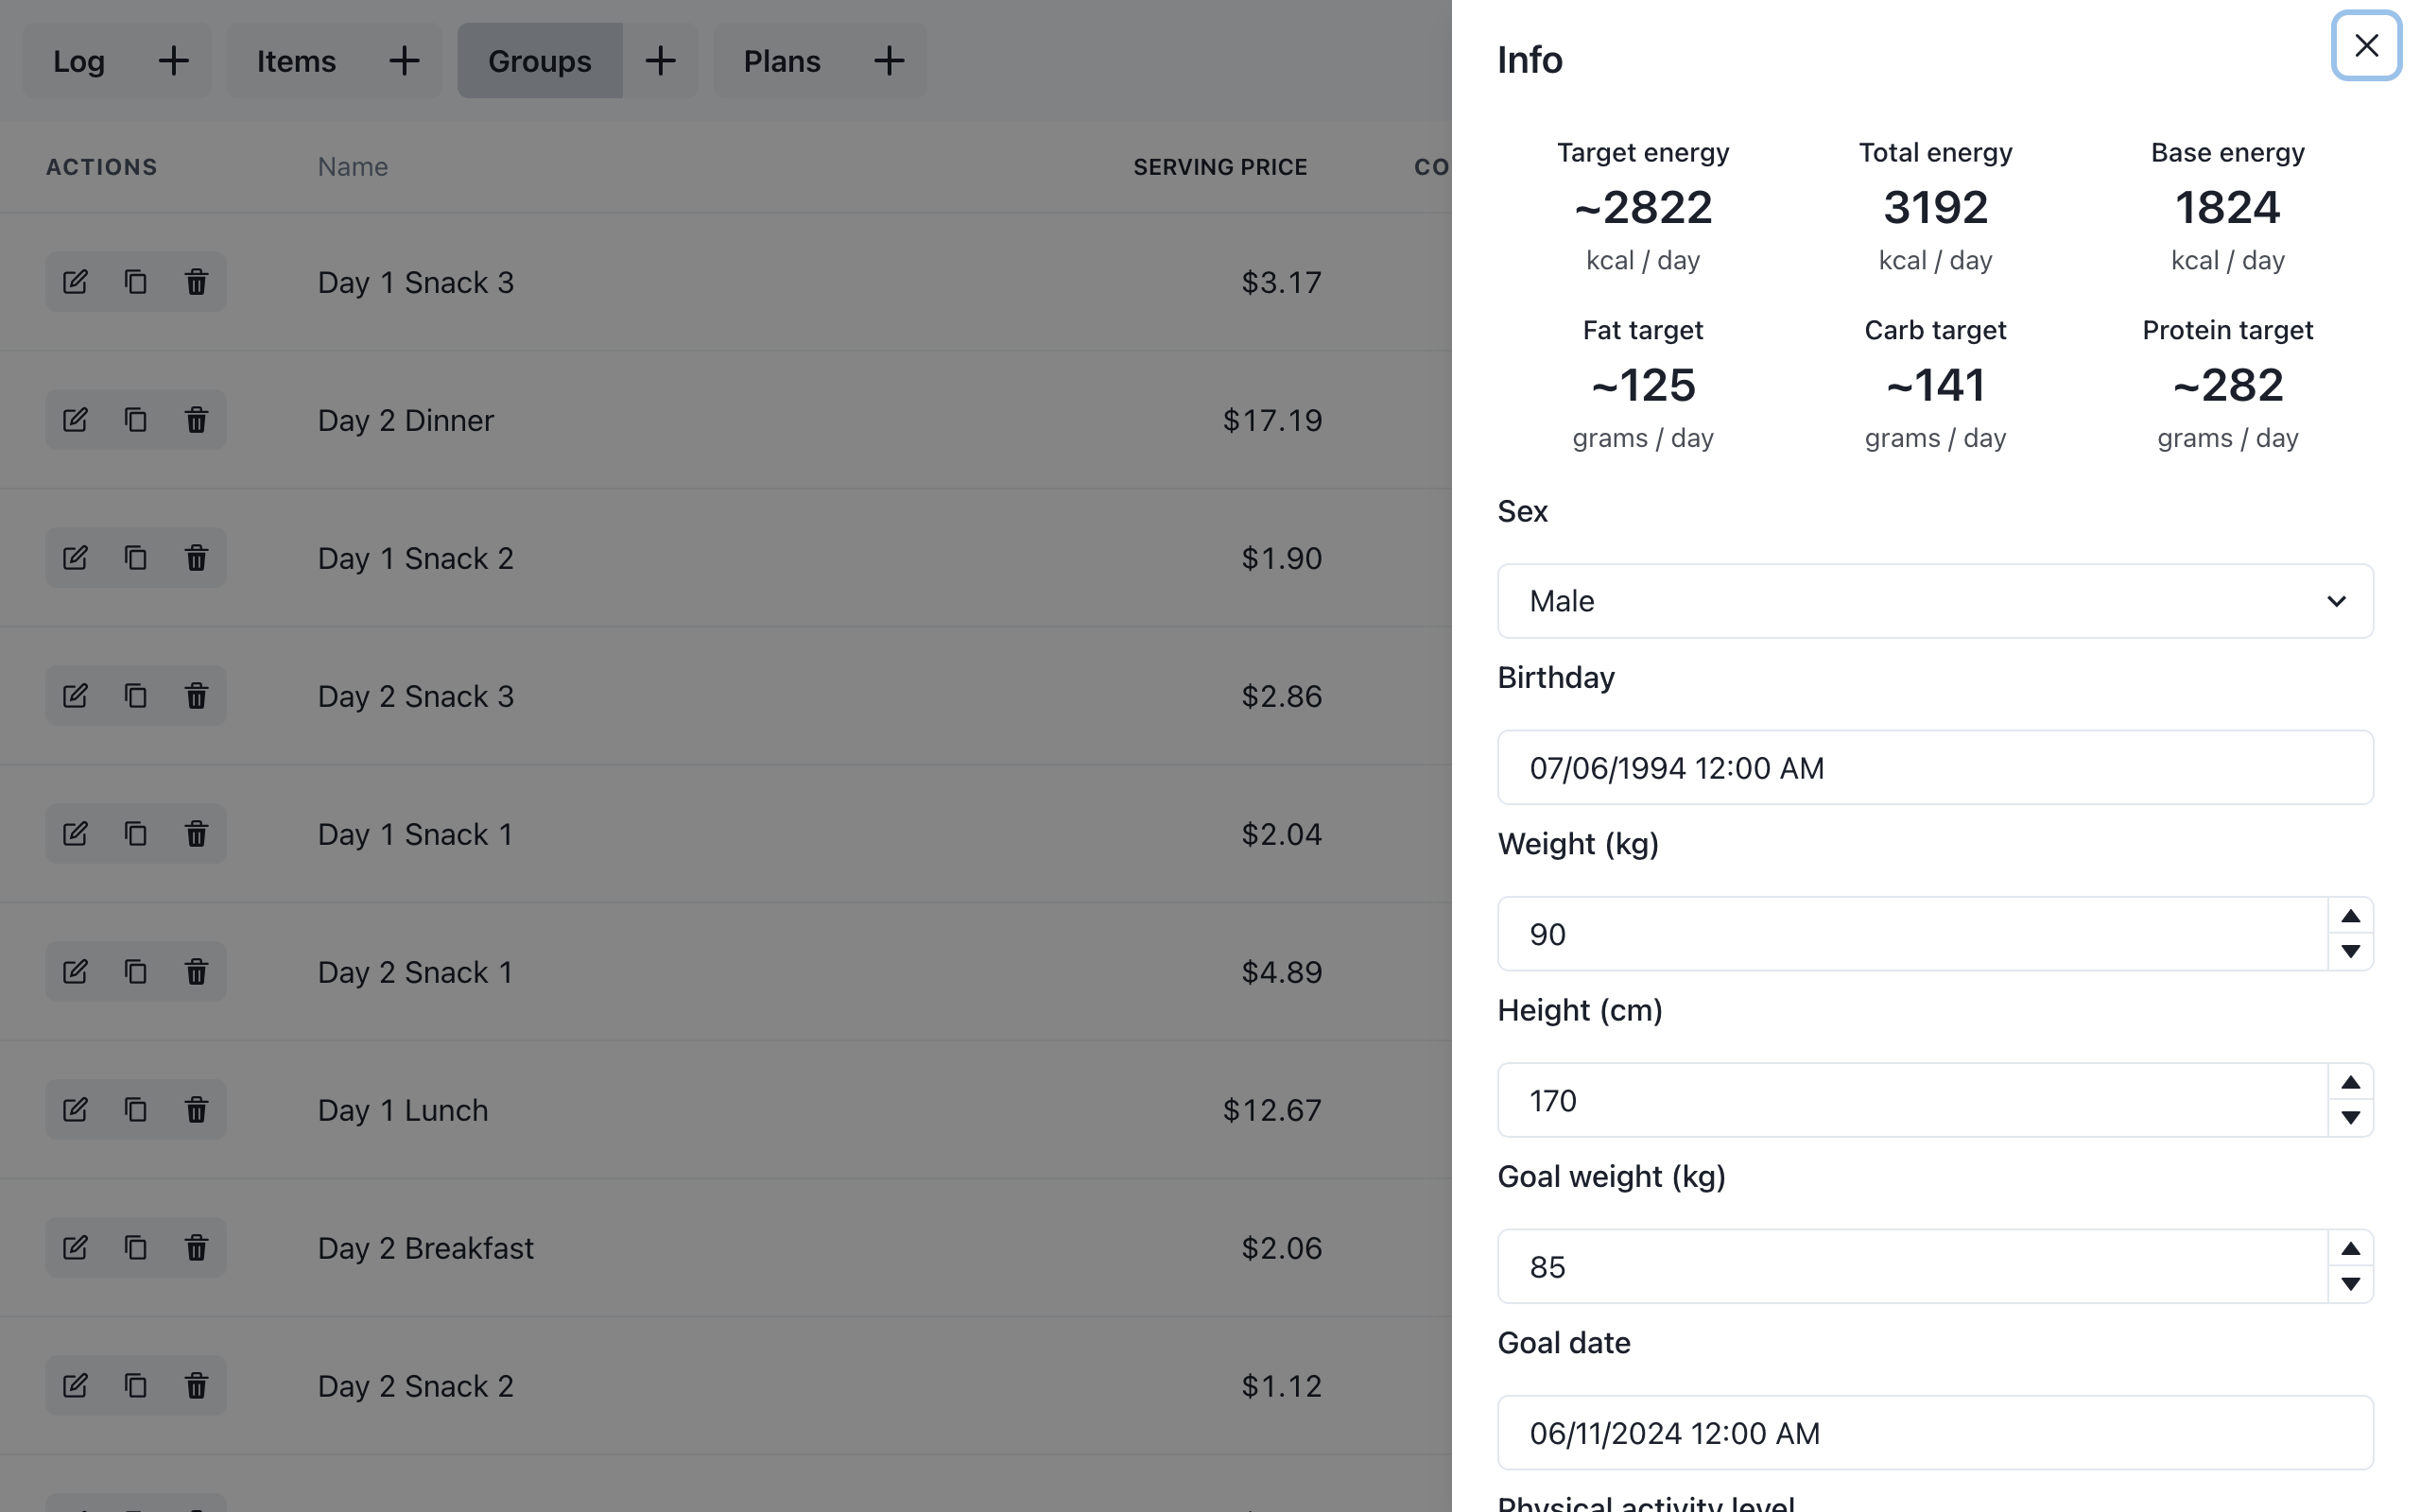 Log + Items + Groups + Plans +
ACTIONS Name SERVING PRICE CO
Day 1 Snack 3 $3.17
Day 2 Dinner $17.19
Day 1 Snack 2 $1.90
Day 2 Snack 3 $2.86
Day 1 Snack 1 $2.04
Day 2 Snack 1 $4.89
Day 1 Lunch $12.67
Day 2 Breakfast $2.06
Day 2 Snack 2 $1.12
Info
Target energy Total energy Base energy
~2822 3192 1824
kcal / day kcal / day kcal / day
Fat target Carb target Protein target
~125 ~141 ~282
grams / day grams / day grams / day
Sex
Male
Birthday
07/06/1994 12:00 AM
Weight (kg)
90
Height (cm)
170
Goal weight (kg)
85
Goal date
06/11/2024 12:00 AM
Physical activity level